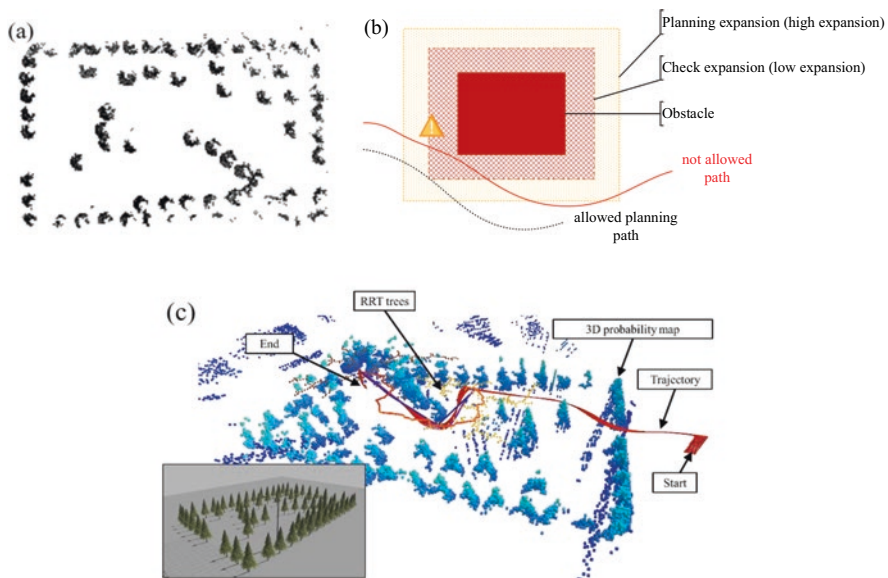 (a)
(b)
Planning expansion (high expansion)
Check expansion (low expansion)
Obstacle
not allowed
path
allowed planning
path
(c)
RRT trees
End
3D probability map
Trajectory
Start